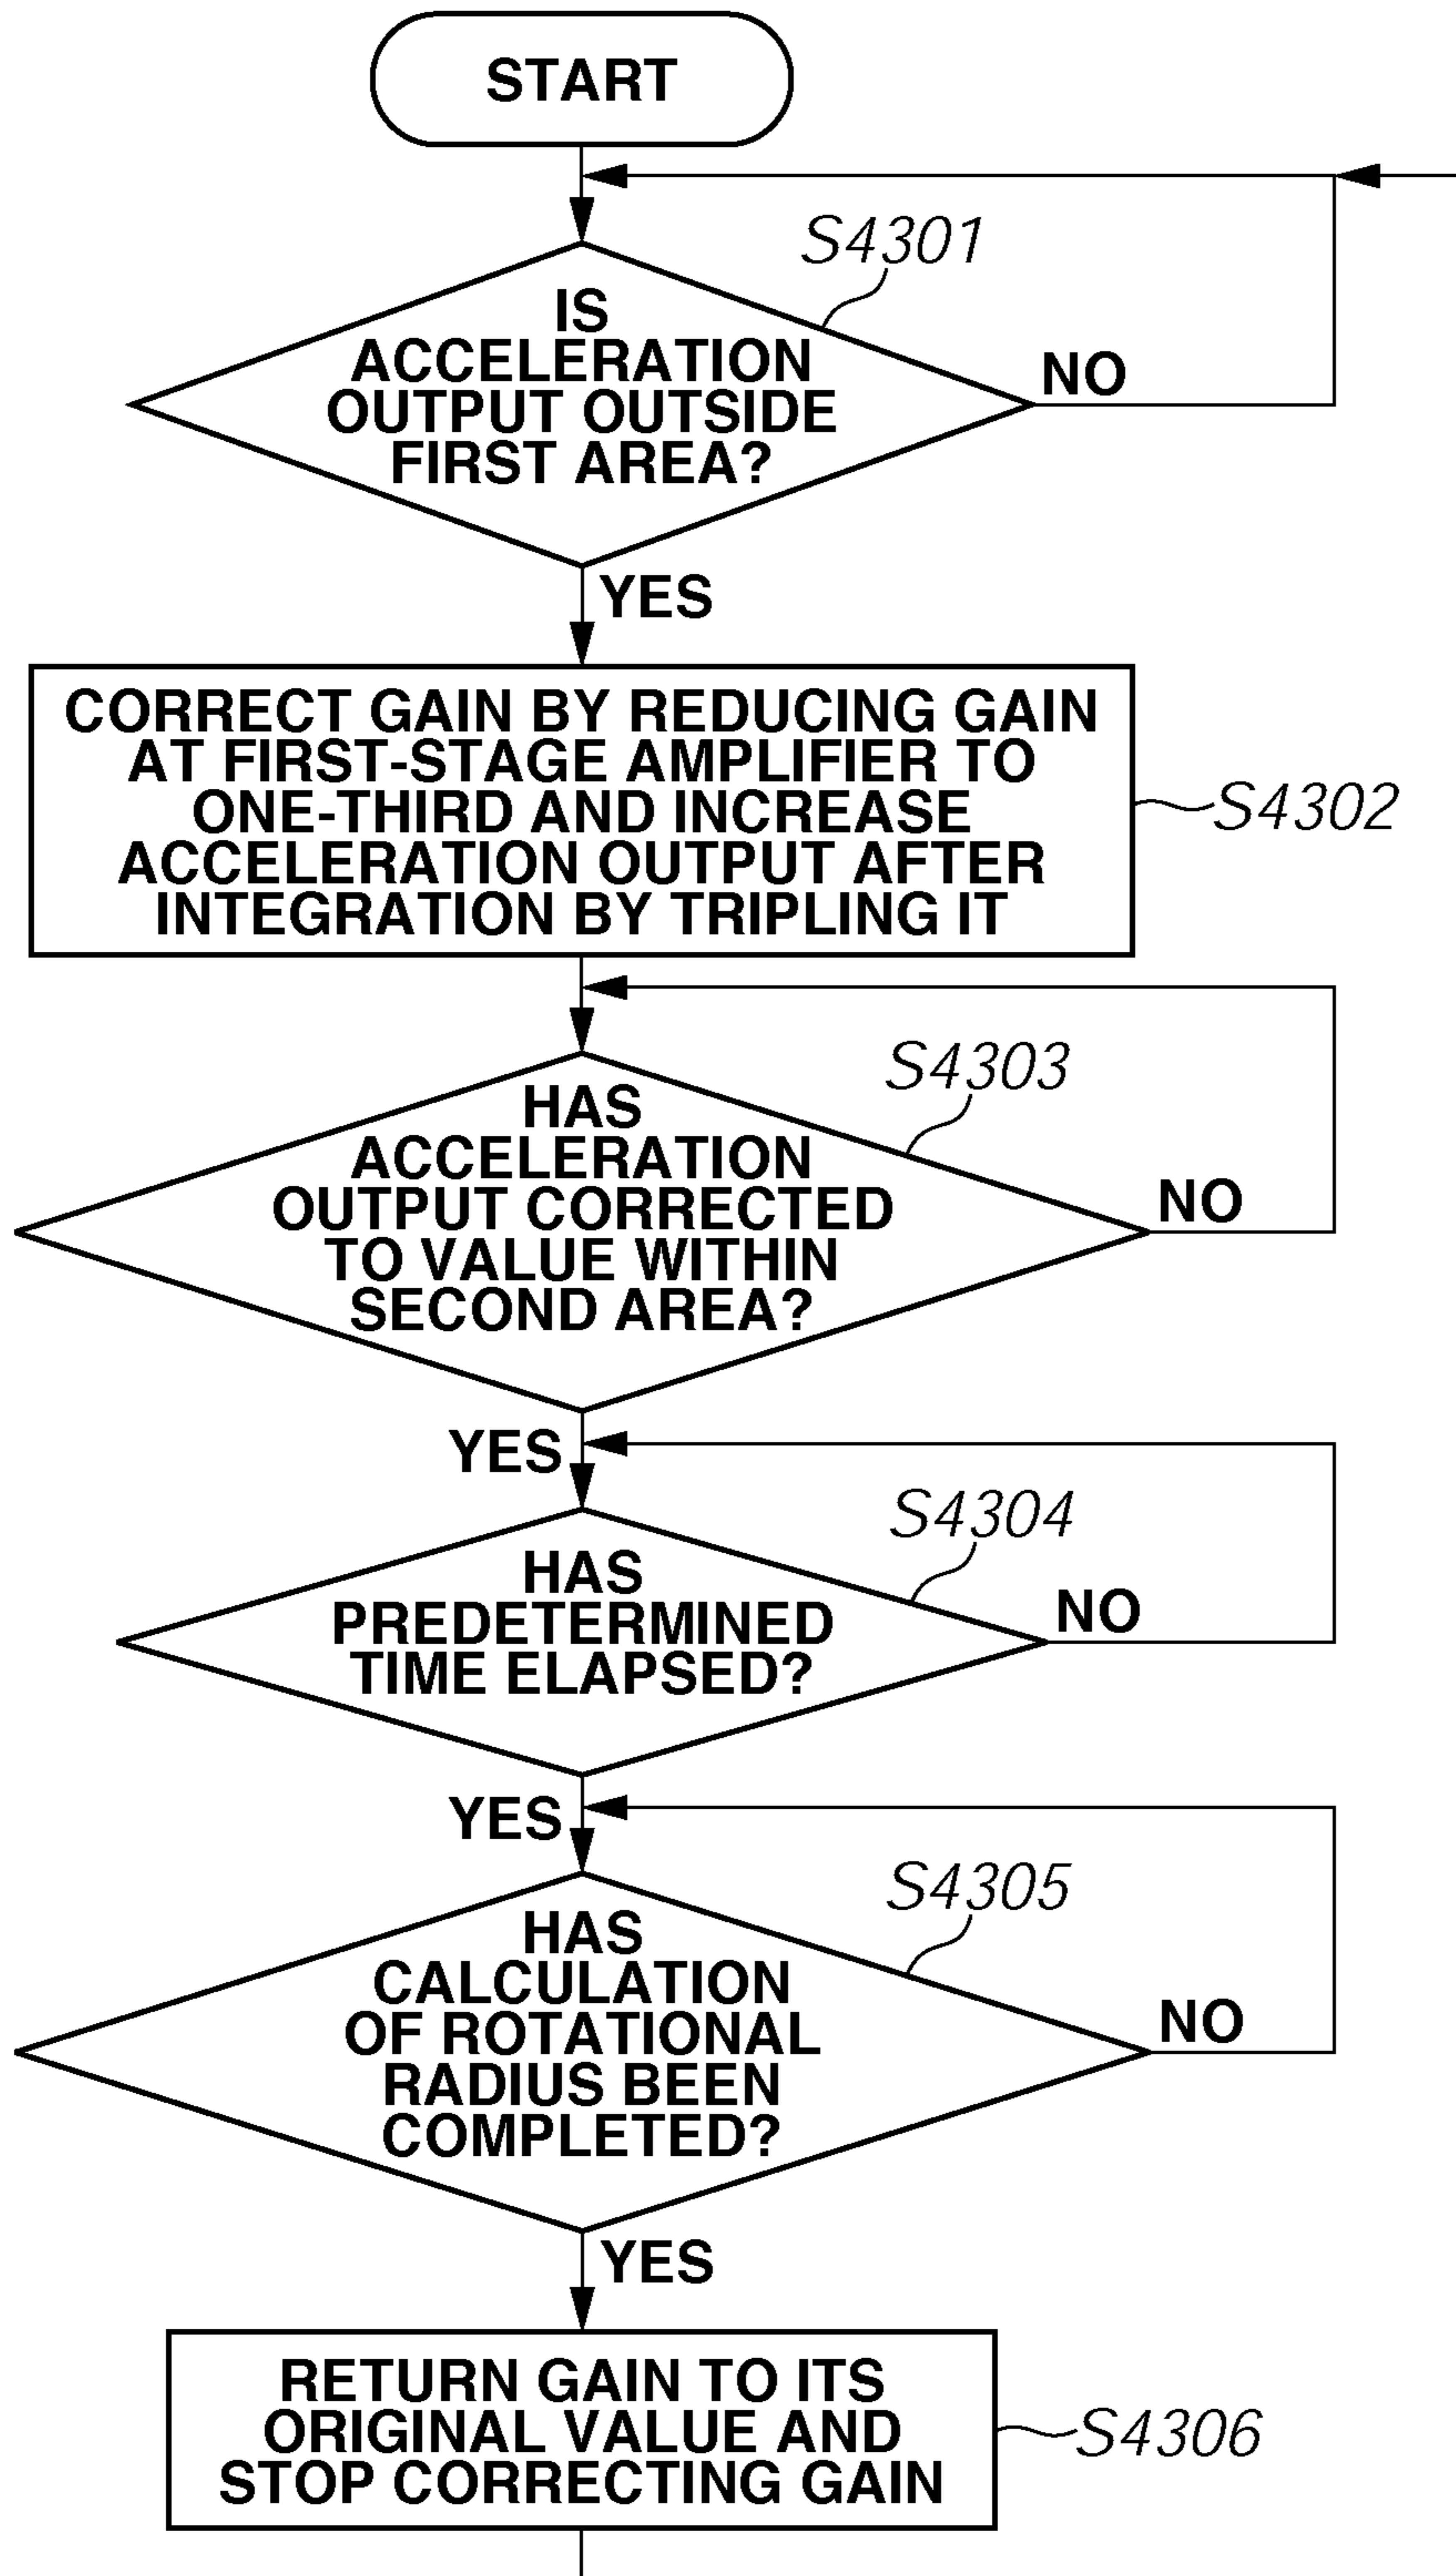 START
S4301
IS
ACCELERATION
OUTPUT OUTSIDE
FIRST AREA?
NO
YES
CORRECT GAIN BY REDUCING GAIN
AT FIRST-STAGE AMPLIFIER TO
ONE-THIRD AND INCREASE
ACCELERATION OUTPUT AFTER
INTEGRATION BY TRIPLING IT
S4302
S4303
HAS
ACCELERATION
OUTPUT CORRECTED
TO VALUE WITHIN
SECOND AREA?
NO
YES
S4304
HAS
PREDETERMINED
TIME ELAPSED?
NO
YES
S4305
HAS
CALCULATION
OF ROTATIONAL
RADIUS BEEN
COMPLETED?
NO
YES
RETURN GAIN TO ITS
ORIGINAL VALUE AND
STOP CORRECTING GAIN
S4306